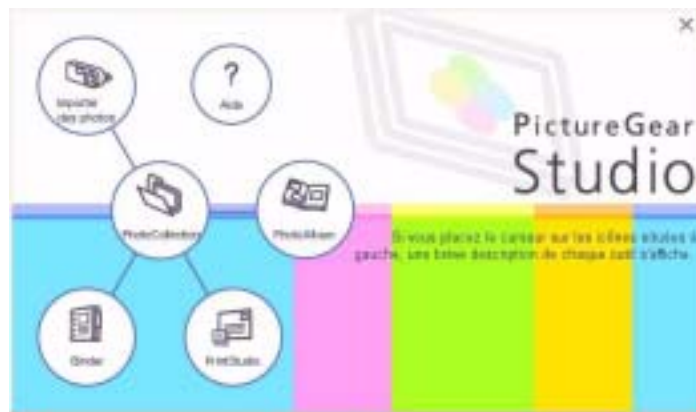 ×
Importer
des photos
?
Aide
PictureGear
Studio
PhotoCollection
PhotoAlbum
Si vous placez le curseur sur les icônes situées à
gauche, une brève description de chaque outil s'affiche.
Binder
PrintStudio